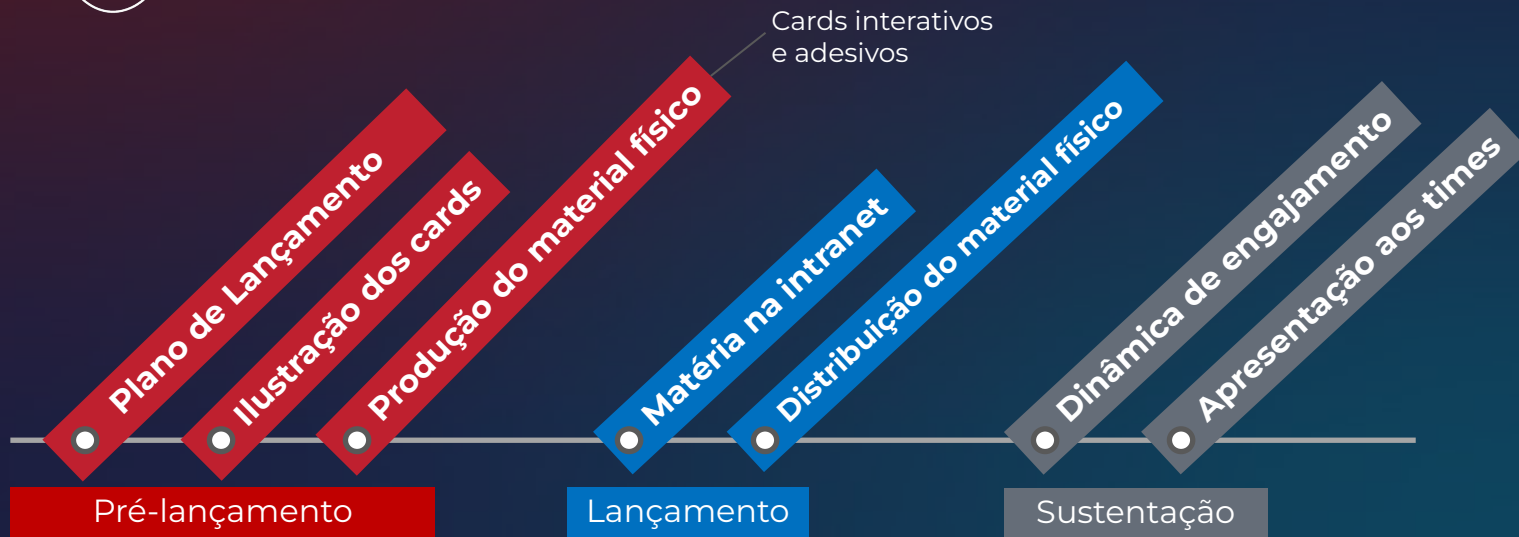 Cards interativos
e adesivos
Plano de Lançamento
Ilustração dos cards
Produção do material físico
Matéria na intranet
Distribuição do material físico
Dinâmica de engajamento
Apresentação aos times
Pré-lançamento
Lançamento
Sustentação